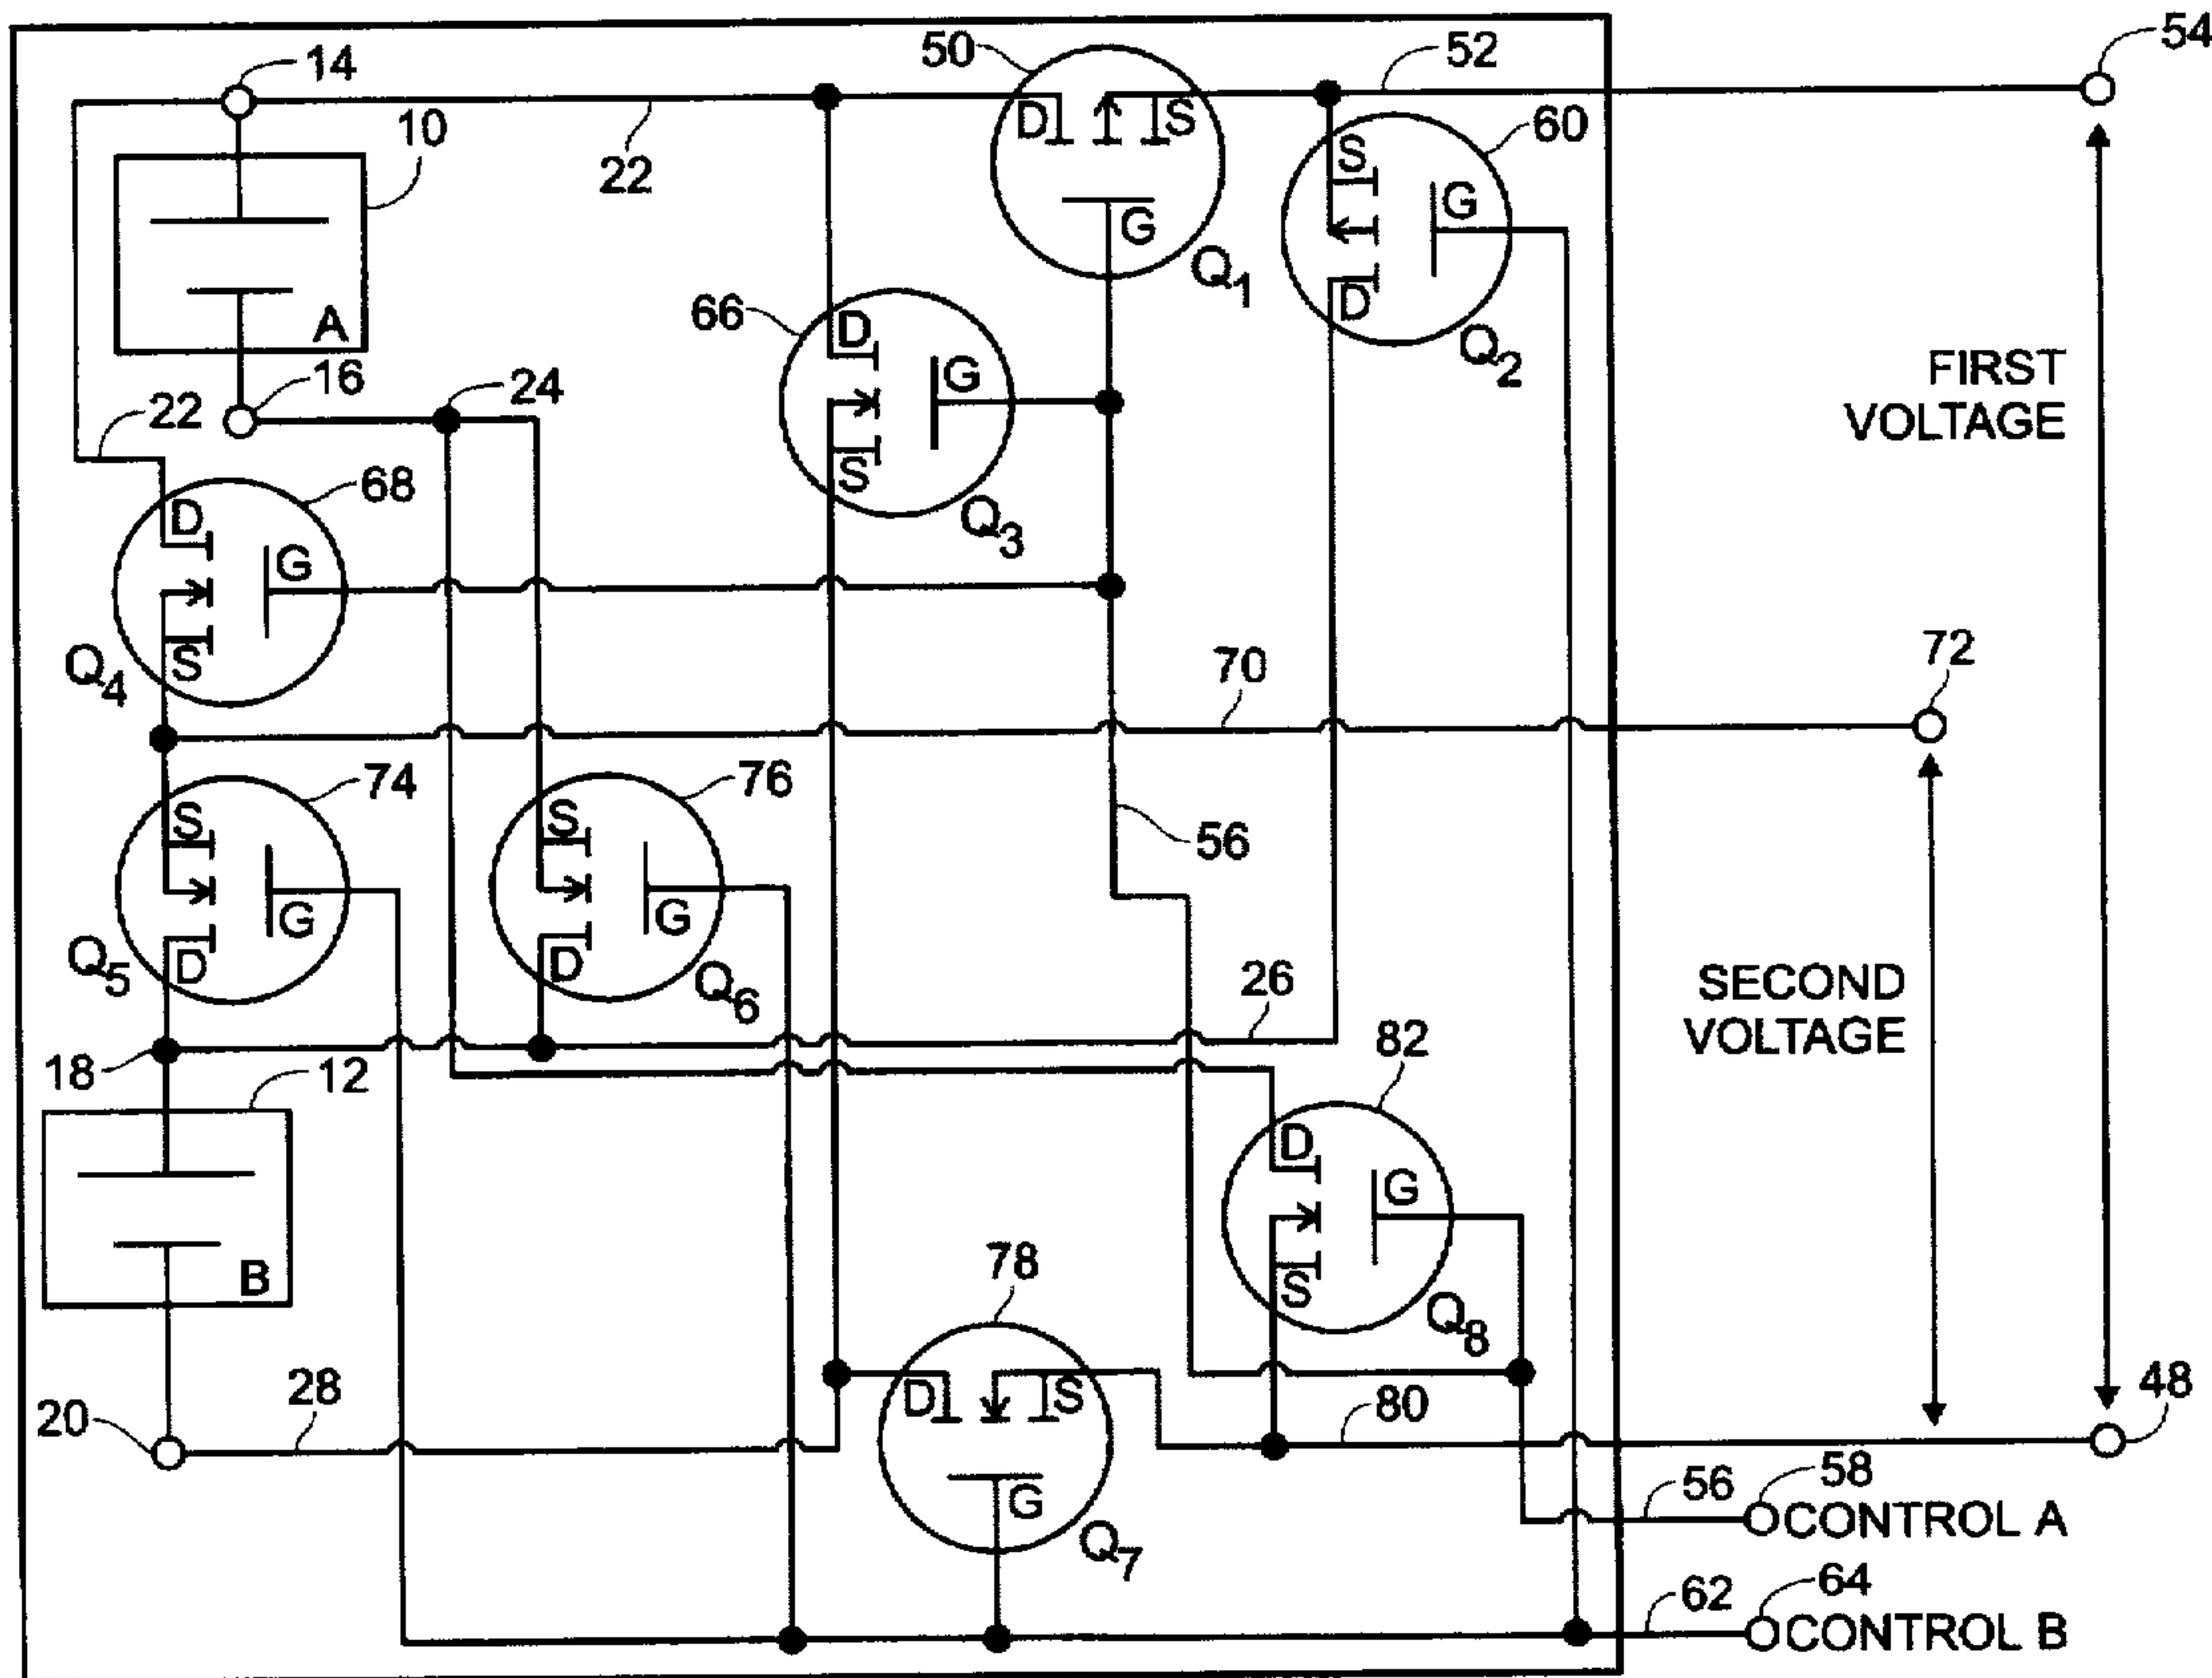 14
50
52
54
10
D
S
60
22
S
G
G
A
Q1
D
66
D
Q2
16
24
G
FIRST
22
VOLTAGE
S
68
Q3
D
G
S
Q4
70
72
74
76
S
S
56
G
G
D
D
Q5
Q6
26
SECOND
VOLTAGE
18
12
82
D
G
B
78
S
Q8
D
S
20
28
80
48
G
Q7
56
58
CONTROL A
62
64
CONTROL B